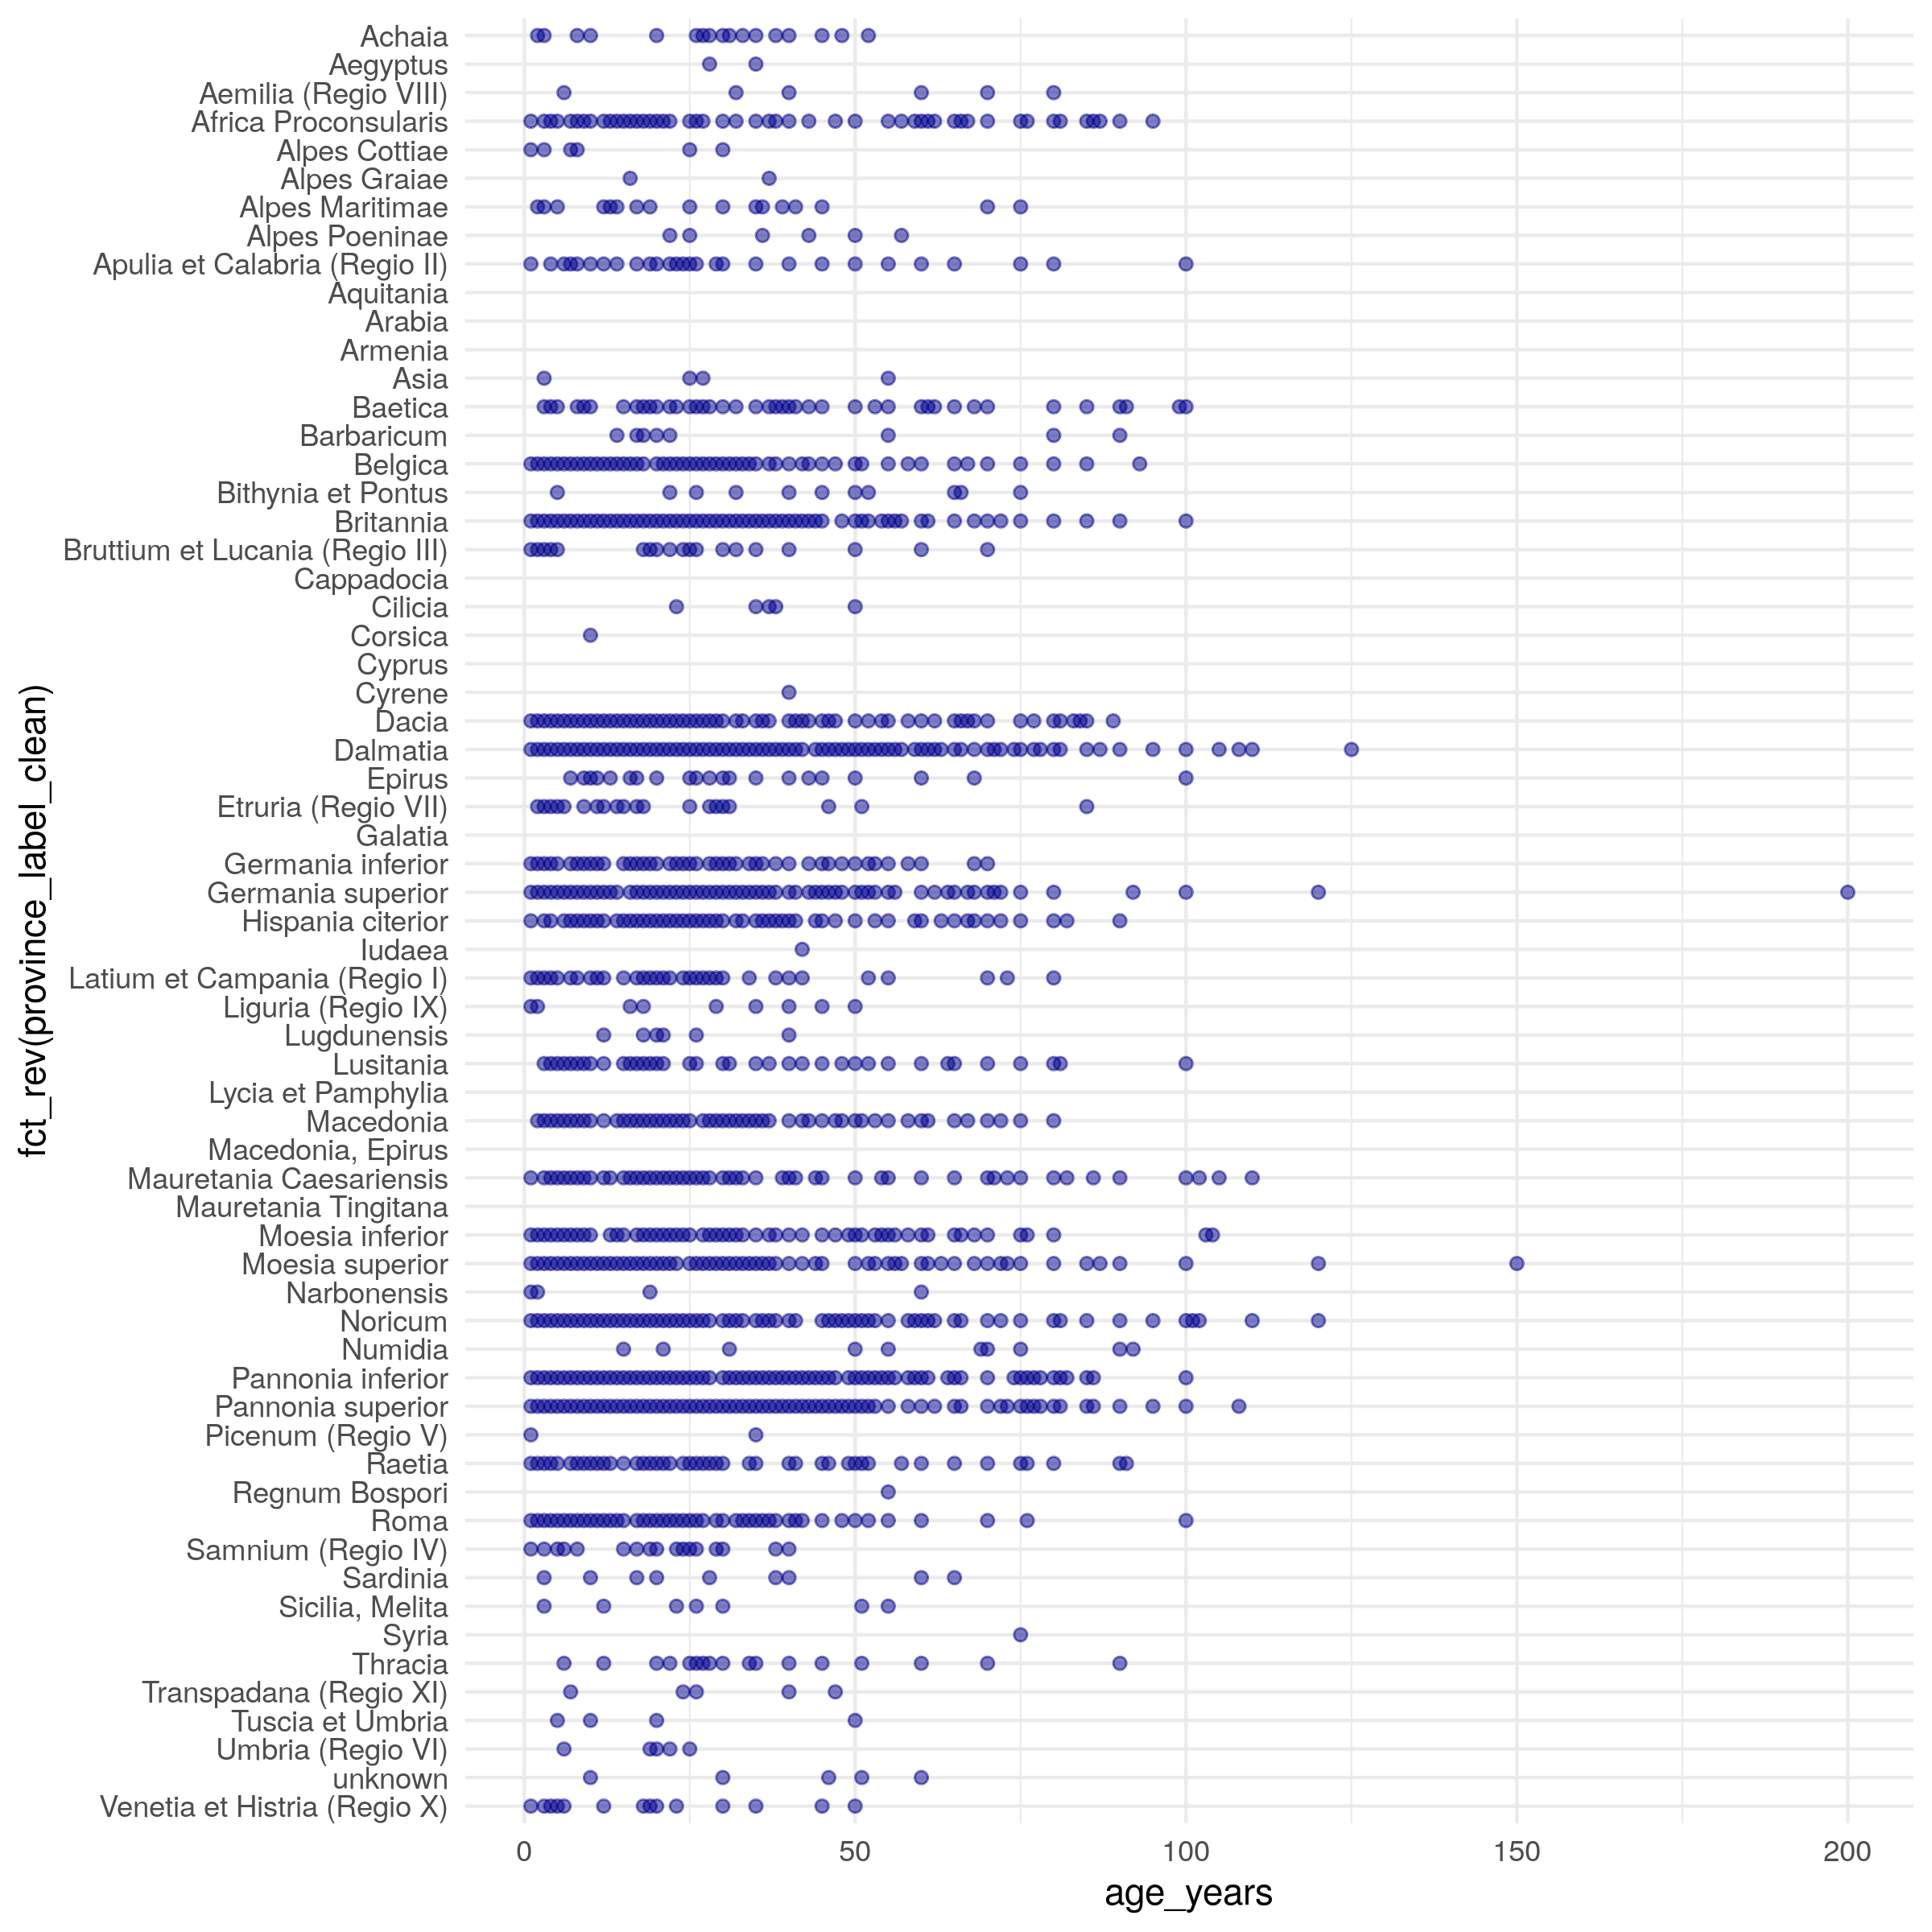 Achaia
Aegyptus
Aemilia (Regio VIII)
Africa Proconsularis
Alpes Cottiae
Alpes Graiae
Alpes Maritimae
Alpes Poeninae
Apulia et Calabria (Regio II)
Aquitania
Arabia
Armenia
Asia
Baetica
Barbaricum
Belgica
Bithynia et Pontus
Britannia
Bruttium et Lucania (Regio III)
Cappadocia
Cilicia
Corsica
Cyprus
Cyrene
Dacia
Dalmatia
Epirus
Etruria (Regio VII)
Galatia
Germania inferior
Germania superior
Hispania citerior
Iudaea
Latium et Campania (Regio I)
Liguria (Regio IX)
Lugdunensis
Lusitania
Lycia et Pamphylia
Macedonia
Macedonia, Epirus
Mauretania Caesariensis
Mauretania Tingitana
Moesia inferior
Moesia superior
Narbonensis
Noricum
Numidia
Pannonia inferior
Pannonia superior
Picenum (Regio V)
Raetia
Regnum Bospori
Roma
Samnium (Regio IV)
Sardinia
Sicilia, Melita
Syria
Thracia
Transpadana (Regio XI)
Tuscia et Umbria
Umbria (Regio VI)
unknown
Venetia et Histria (Regio X)
fct_rev(province_label_clean)
0 50 100 150 200
age_years